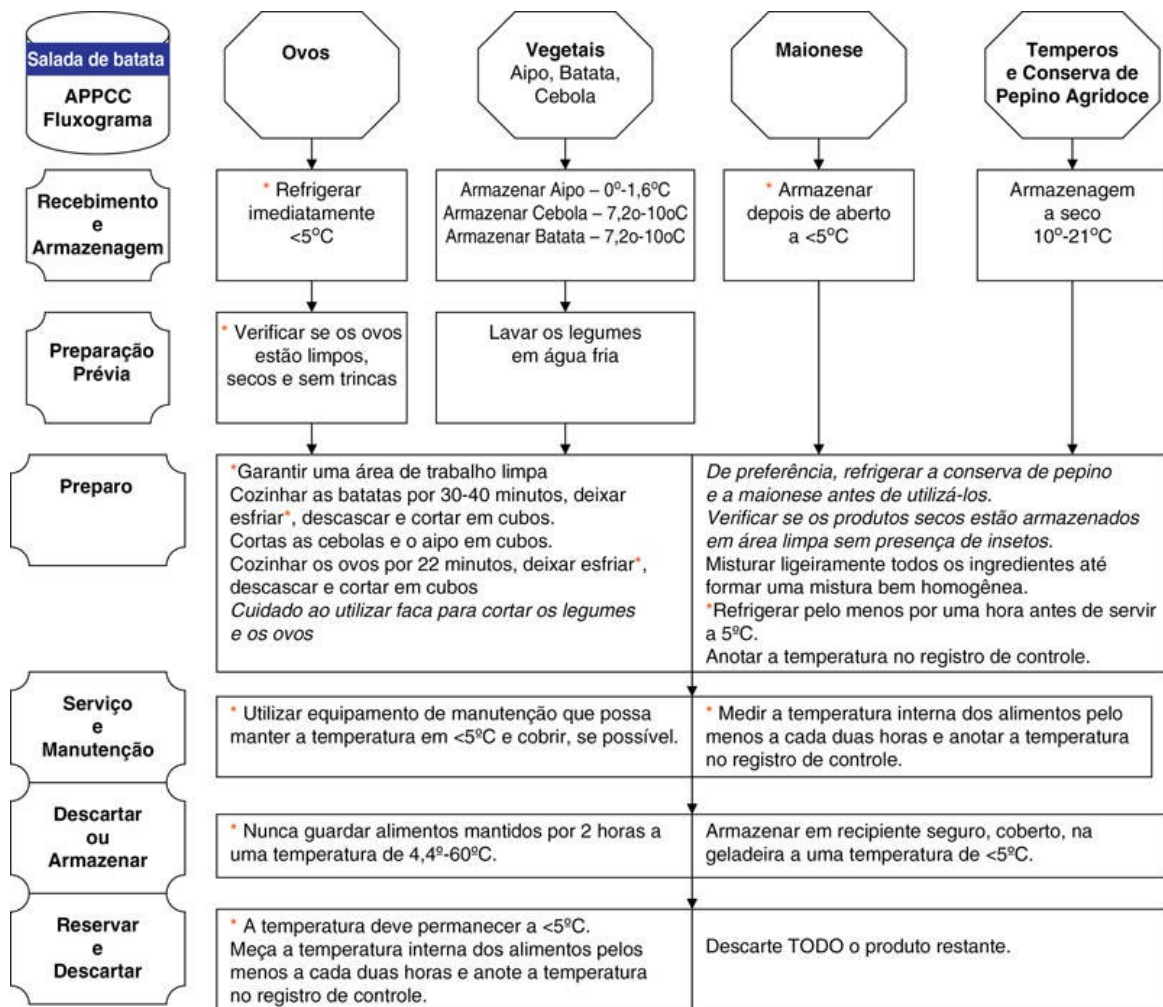 Salada de batata
APPCC
Fluxograma
Ovos
Vegetais
Aipo, Batata,
Cebola
Maionese
Temperos
e Conserva de
Pepino Agridoce
Recebimento
e
Armazenagem
* Refrigerar
imediatamente
<5ºC
Armazenar Aipo – 0º-1,6ºC
Armazenar Cebola – 7,2o-10oC
Armazenar Batata – 7,2o-10oC
* Armazenar
depois de aberto
a <5ºC
Armazenagem
a seco
10º-21ºC
Preparação
Prévia
* Verificar se os ovos
estão limpos,
secos e sem trincas
Lavar os legumes
em água fria
Preparo
*Garantir uma área de trabalho limpa
Cozinhar as batatas por 30-40 minutos, deixar
esfriar*, descascar e cortar em cubos.
Cortas as cebolas e o aipo em cubos.
Cozinhar os ovos por 22 minutos, deixar esfriar*,
descascar e cortar em cubos
Cuidado ao utilizar faca para cortar os legumes
e os ovos
De preferência, refrigerar a conserva de pepino
e a maionese antes de utilizá-los.
Verificar se os produtos secos estão armazenados
em área limpa sem presença de insetos.
Misturar ligeiramente todos os ingredientes até
formar uma mistura bem homogênea.
*Refrigerar pelo menos por uma hora antes de servir
a 5ºC.
Anotar a temperatura no registro de controle.
Serviço
e
Manutenção
* Utilizar equipamento de manutenção que possa
manter a temperatura em <5ºC e cobrir, se possível.
* Medir a temperatura interna dos alimentos pelo
menos a cada duas horas e anotar a temperatura
no registro de controle.
Descartar
ou
Armazenar
* Nunca guardar alimentos mantidos por 2 horas a
uma temperatura de 4,4º-60ºC.
Armazenar em recipiente seguro, coberto, na
geladeira a uma temperatura de <5ºC.
Reservar
e
Descartar
* A temperatura deve permanecer a <5ºC.
Meça a temperatura interna dos alimentos pelos
menos a cada duas horas e anote a temperatura
no registro de controle.
Descarte TODO o produto restante.